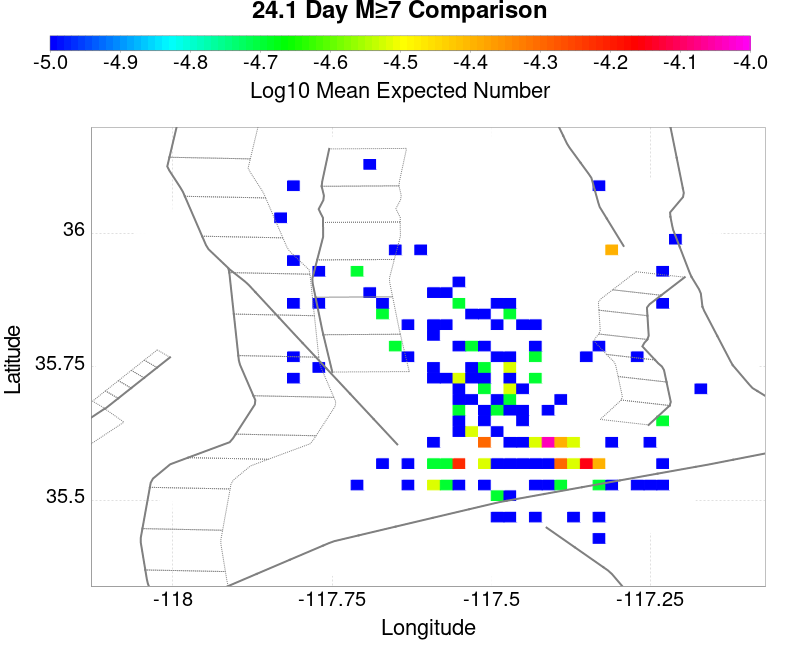 24.1 Day M≥7 Comparison
-5.0 -4.9 -4.8 -4.7 -4.6 -4.5 -4.4 -4.3 -4.2 -4.1 -4.0
Log10 Mean Expected Number
36
35.75
35.5
Latitude
-118 -117.75 -117.5 -117.25
Longitude